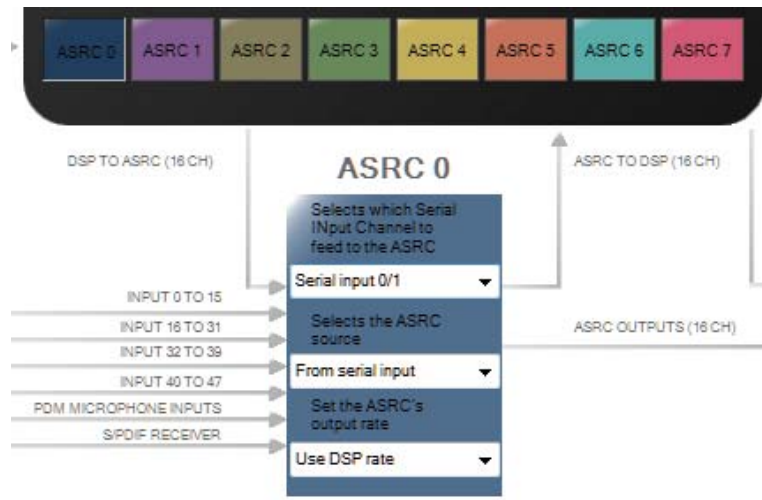 ASRC 0 ASRC 1 ASRC 2 ASRC 3 ASRC 4 ASRC 5 ASRC 6 ASRC 7
DSP TO ASRC (16 CH)
ASRC 0
ASRC TO DSP (16 CH)
Selects which Serial
INput Channel to
feed to the ASRC
Serial input 0/1
INPUT 0 TO 15
INPUT 16 TO 31
Selects the ASRC
source
ASRC OUTPUTS (16 CH)
INPUT 32 TO 39
From serial input
INPUT 40 TO 47
PDM MICROPHONE INPUTS
Set the ASRC's
output rate
S/PDIF RECEIVER
Use DSP rate